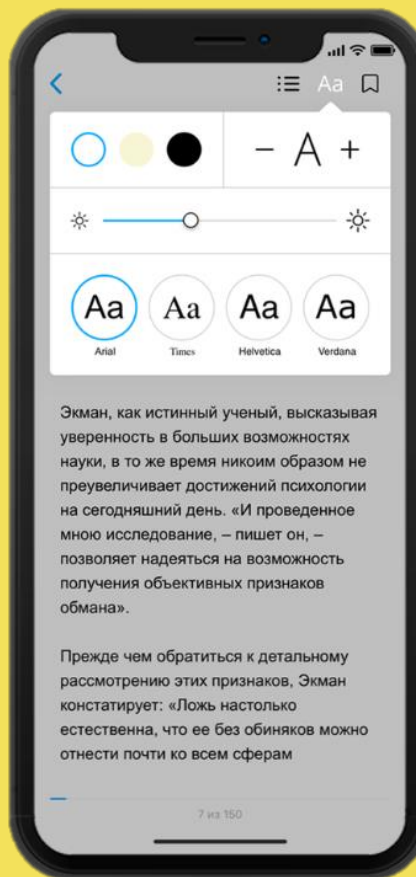 Aa
− A +
Aa Aa Aa Aa
Arial Times Helvetica Verdana
Экман, как истинный ученый, высказывая
уверенность в больших возможностях
науки, в то же время никоим образом не
преувеличивает достижений психологии
на сегодняшний день. «И проведенное
мною исследование, – пишет он, –
позволяет надеяться на возможность
получения объективных признаков
обмана».
Прежде чем обратиться к детальному
рассмотрению этих признаков, Экман
констатирует: «Ложь настолько
естественна, что ее без обиняков можно
отнести почти ко всем сферам
7 из 150